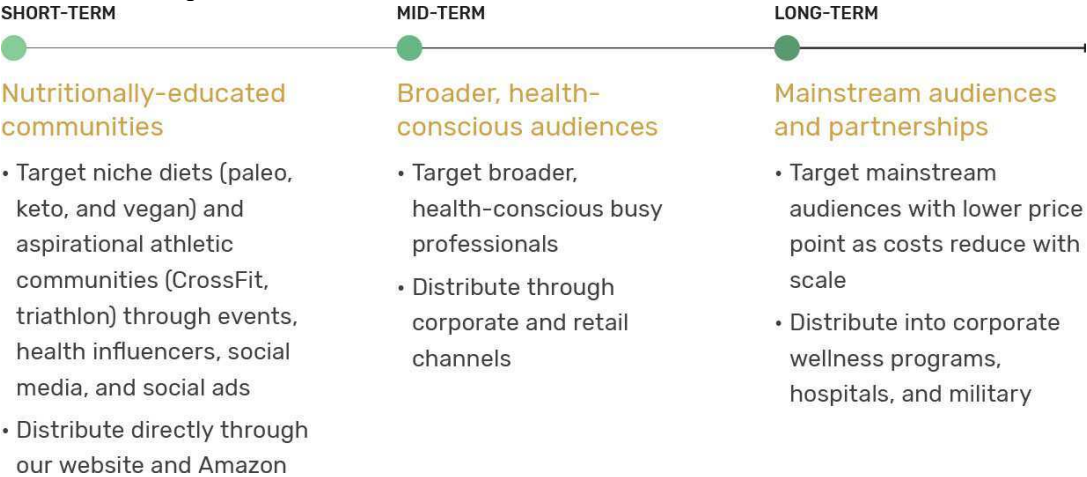 SHORT-TERM
Nutritionally-educated
communities
• Target niche diets (paleo,
keto, and vegan) and
aspirational athletic
communities (CrossFit,
triathlon) through events,
health influencers, social
media, and social ads
• Distribute directly through
our website and Amazon
MID-TERM
Broader, health-
conscious audiences
• Target broader,
health-conscious busy
professionals
• Distribute through
corporate and retail
channels
LONG-TERM
Mainstream audiences
and partnerships
• Target mainstream
audiences with lower price
point as costs reduce with
scale
• Distribute into corporate
wellness programs,
hospitals, and military